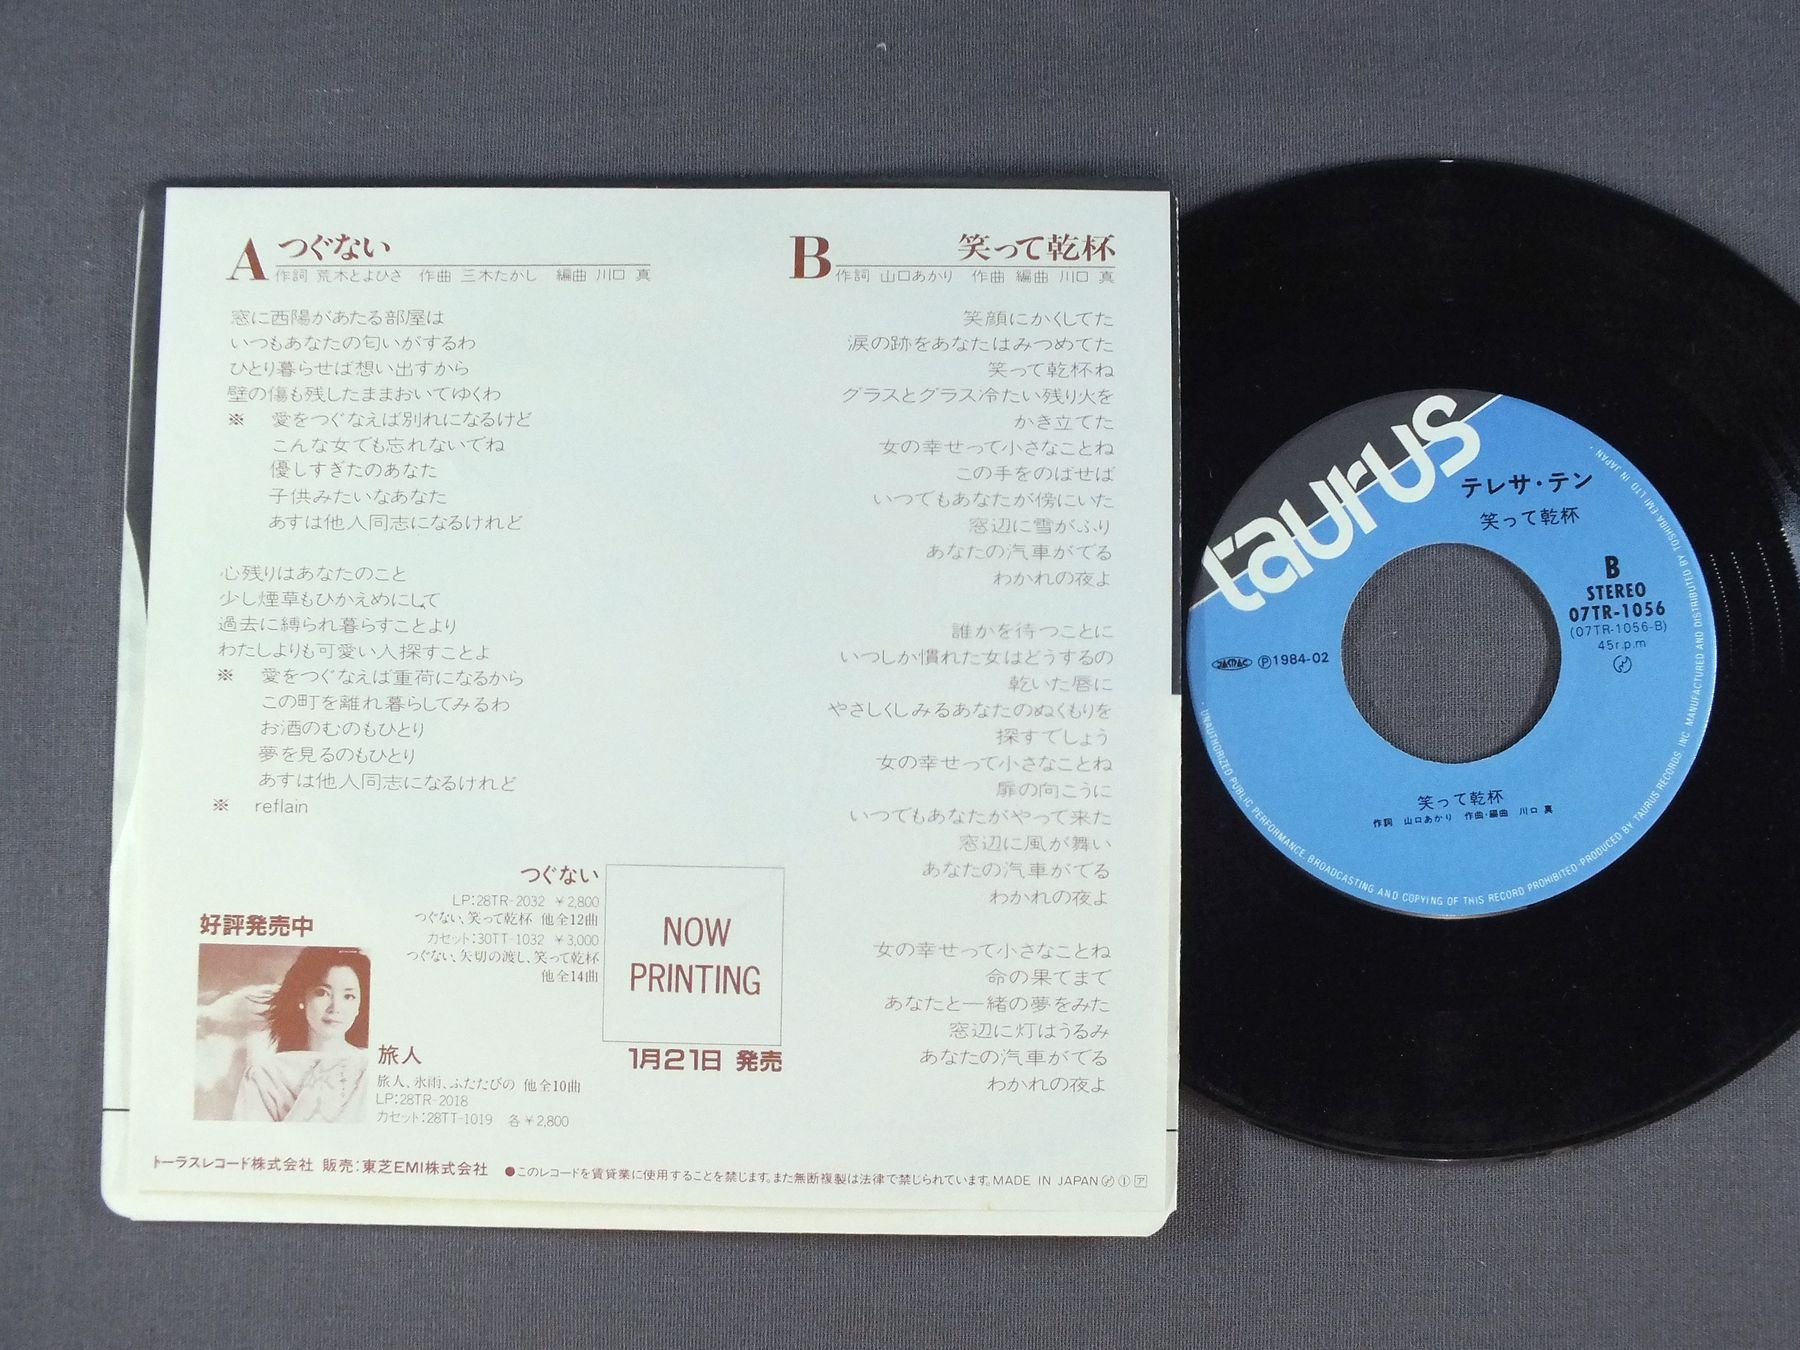 A つぐない
作詞 荒木とよひさ 作曲 三木たかし 編曲 川口 真
窓に西陽があたる部屋は
いつもあなたの匂いがするわ
ひとり暮らせば想い出すから
壁の傷も残したままおいてゆくわ
※ 愛をつぐなえば別れになるけど
こんな女でも忘れないでね
優しすぎたのあなた
子供みたいなあなた
あすは他人同志になるけれど
心残りはあなたのこと
少し煙草もひかえめにして
過去に縛られ暮らすことより
わたしよりも可愛い人探すことよ
※ 愛をつぐなえば重荷になるから
この町を離れ暮らしてみるわ
お酒のむのもひとり
夢を見るのもひとり
あすは他人同志になるけれど
※ reflain
B 笑って乾杯
作詞 山口あかり 作曲 編曲 川口 真
笑顔にかくしてた
涙の跡をあなたはみつめてた
笑って乾杯ね
グラスとグラス冷たい残り火を
かき立てた
女の幸せって小さなことね
この手をのばせば
いつでもあなたが傍にいた
窓辺に雪がふり
あなたの汽車がでる
わかれの夜よ
誰かを待つことに
いつしか慣れた女はどうするの
乾いた唇に
やさしくしみるあなたのぬくもりを
探すでしょう
女の幸せって小さなことね
扉の向こうに
いつでもあなたがやって来た
窓辺に風が舞い
あなたの汽車がでる
わかれの夜よ
女の幸せって小さなことね
命の果てまで
あなたと一緒の夢をみた
窓辺に灯はうるみ
あなたの汽車がでる
わかれの夜よ
つぐない
LP:28TR-2032 ¥2,800
つぐない、笑って乾杯 他全12曲
カセット:30TT-1032 ¥3,000
つぐない、矢切の渡し、笑って乾杯
他全14曲
NOW
PRINTING
1月21日 発売
好評発売中
旅人
旅人、氷雨、ふたたびの 他全10曲
LP:28TR-2018
カセット:28TT-1019 各¥2,800
トーラスレコード株式会社 販売:東芝EMI株式会社 ●このレコードを賃貸業に使用することを禁じます。また無断複製は法律で禁じられています。MADE IN JAPAN ア
taurus
テレサ・テン
笑って乾杯
B
STEREO
07TR-1056
(07TR-1056-B)
45r.p.m
JASRAC Ⓟ1984-02
笑って乾杯
作詞 山口あかり 作曲・編曲 川口 真
UNAUTHORIZED PUBLIC PERFORMANCE, BROADCASTING AND COPYING OF THIS RECORD PROHIBITED・PRODUCED BY TAURUS RECORDS, INC. MANUFACTURED AND DISTRIBUTED BY TOSHIBA-EMI LTD IN JAPAN・